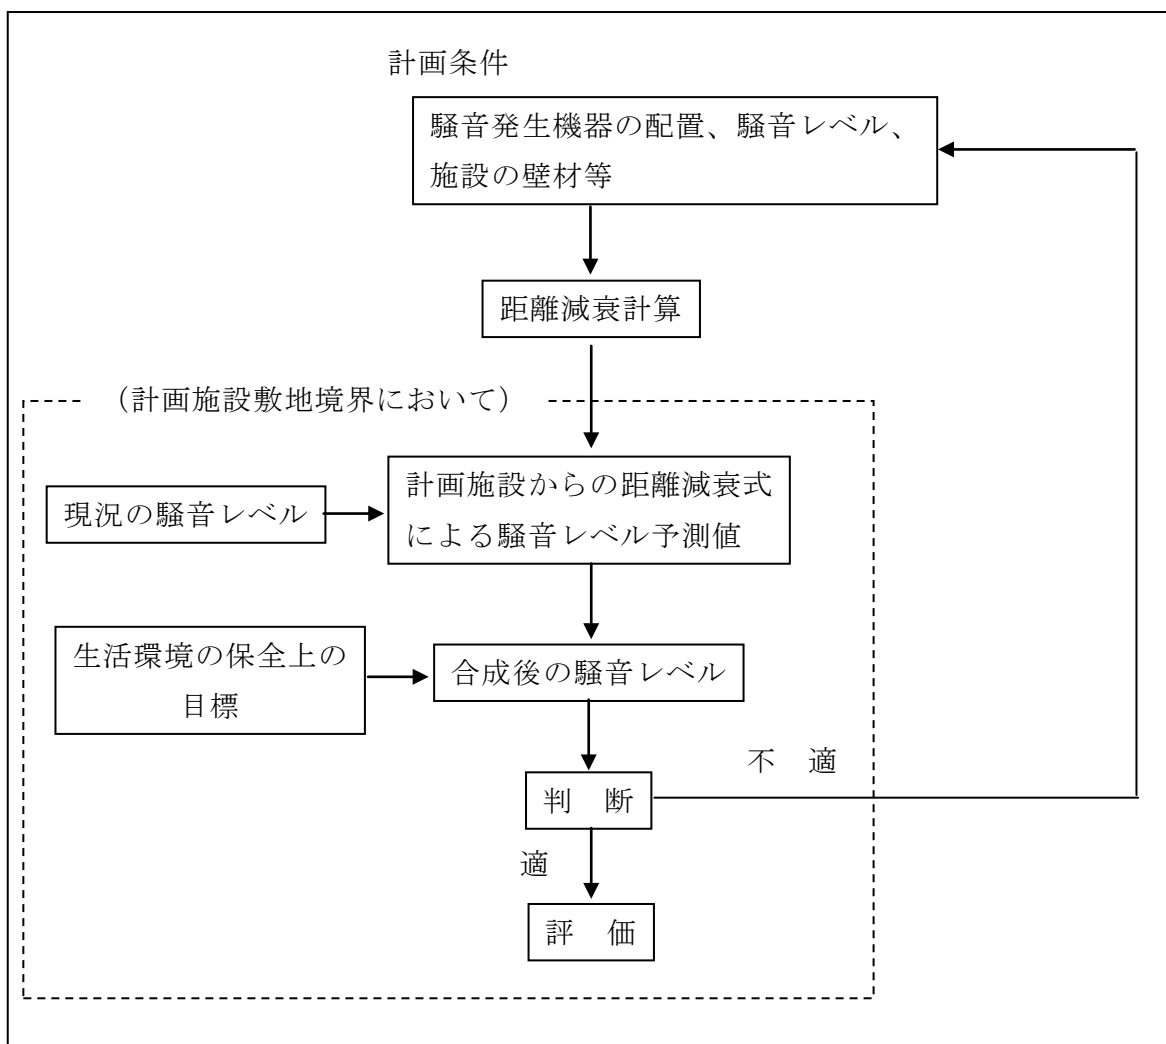 計画条件
騒音発生機器の配置、騒音レベル、
施設の壁材等
距離減衰計算
（計画施設敷地境界において）
現況の騒音レベル
計画施設からの距離減衰式
による騒音レベル予測値
生活環境の保全上の
目標
合成後の騒音レベル
不　適
判　断
適
評　価